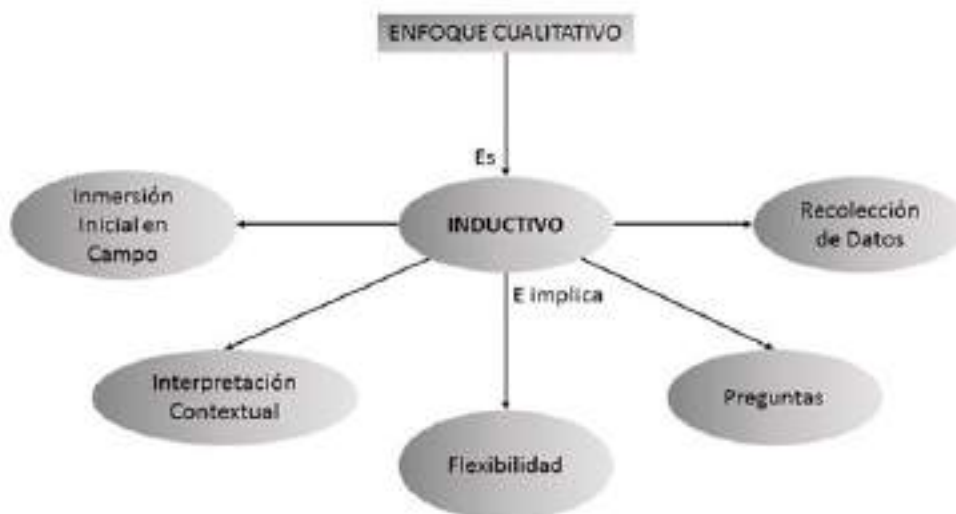 ENFOQUE CUALITATIVO
Es
Inmersión
Inicial en
Campo
INDUCTIVO
Recolección
de Datos
E implica
Interpretación
Contextual
Preguntas
Flexibilidad